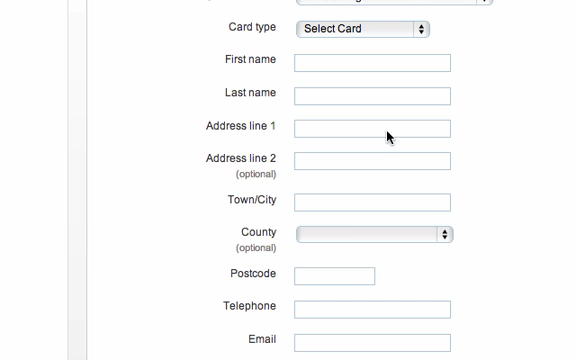 Card type Select Card
First name
Last name
Address line 1
Address line 2
(optional)
Town/City
County
(optional)
Postcode
Telephone
Email